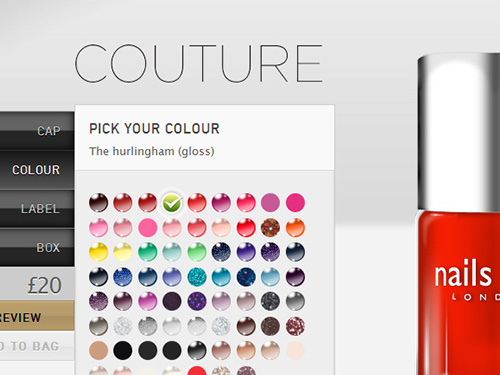 COUTURE
CAP
COLOUR
LABEL
BOX
£20
REVIEW
TO BAG
PICK YOUR COLOUR
The hurlingham (gloss)
nails
LOND